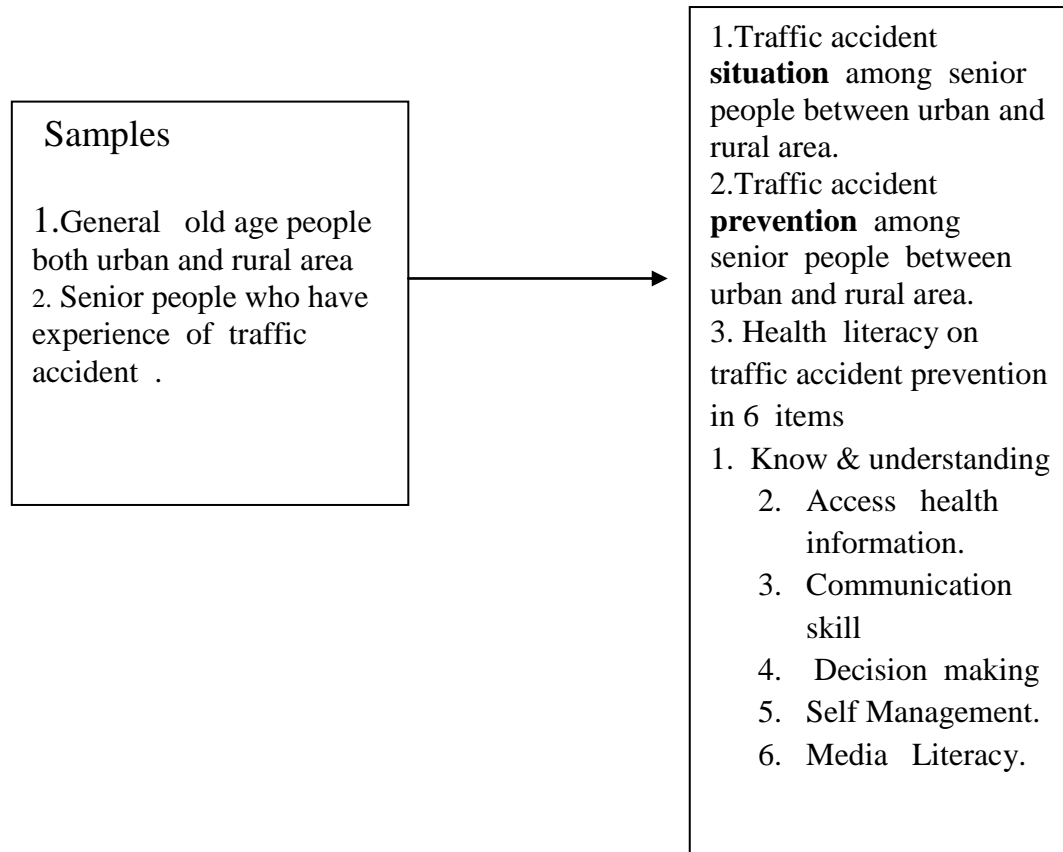 Samples
1.General old age people
both urban and rural area
2. Senior people who have
experience of traffic
accident .
1.Traffic accident
situation among senior
people between urban and
rural area.
2.Traffic accident
prevention among
senior people between
urban and rural area.
3. Health literacy on
traffic accident prevention
in 6 items
1. Know & understanding
2. Access health
information.
3. Communication
skill
4. Decision making
5. Self Management.
6. Media Literacy.